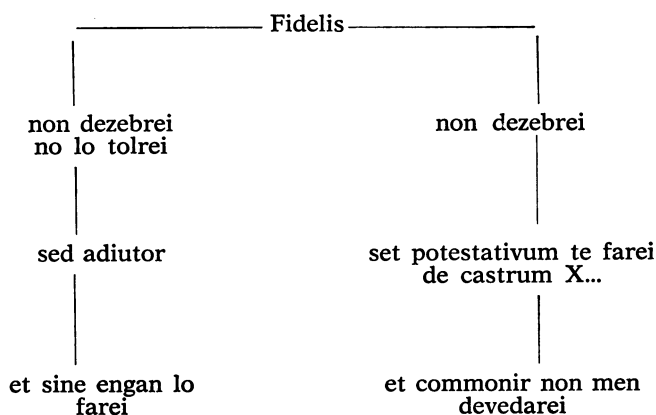 Fidelis
non dezebrei
no lo tolrei
non dezebrei
sed adiutor
set potestativum te farei
de castrum X...
et sine engan lo
farei
et commonir non men
devedarei